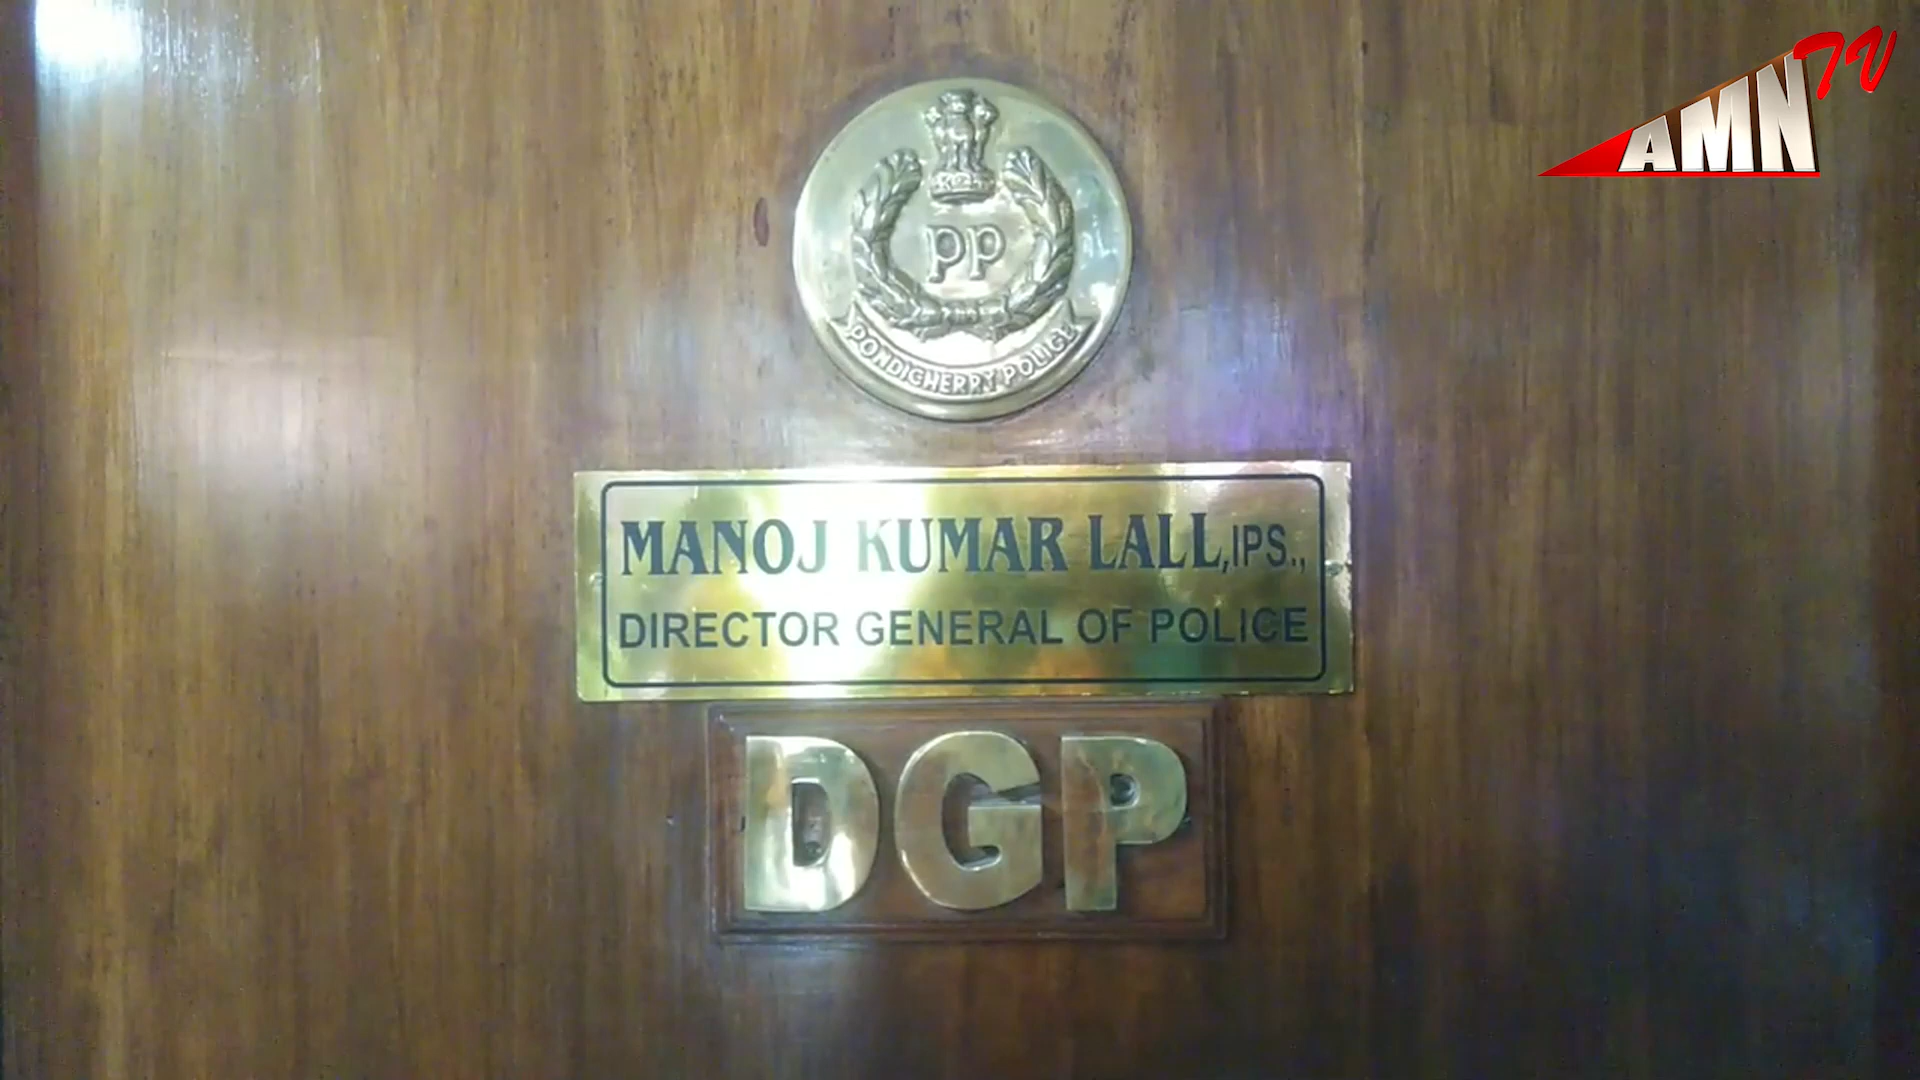 AMN TV
PP
PONDICHERRY POLICE
MANOJ KUMAR LALL,IPS.,
DIRECTOR GENERAL OF POLICE
DGP